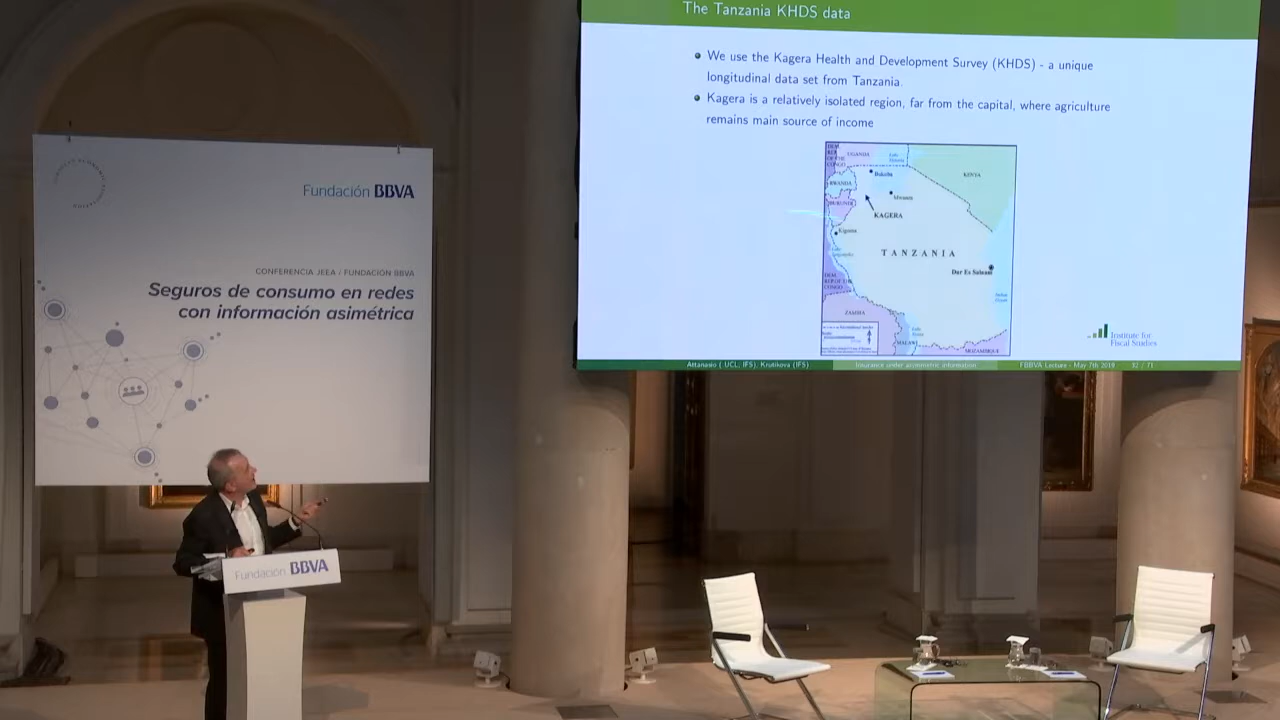 The Tanzania KHDS data
We use the Kagera Health and Development Survey (KHDS) - a unique
longitudinal data set from Tanzania.
Kagera is a relatively isolated region, far from the capital, where agriculture
remains main source of income
UGANDA
KENYA
RWANDA
Bukoba
BURUNDI
Mwanza
KAGERA
Kigoma
TANZANIA
Dar Es Salaam
ZAMBIA
MALAWI
MOZAMBIQUE
Institute for
Fiscal Studies
Attanasio ( UCL, IFS), Krutikova (IFS)
Insurance under asymmetric information
FBBVA Lecture - May 7th 2019
32 / 71
Fundación BBVA
CONFERENCIA JEEA / FUNDACIÓN BBVA
Seguros de consumo en redes
con información asimétrica
Fundación BBVA